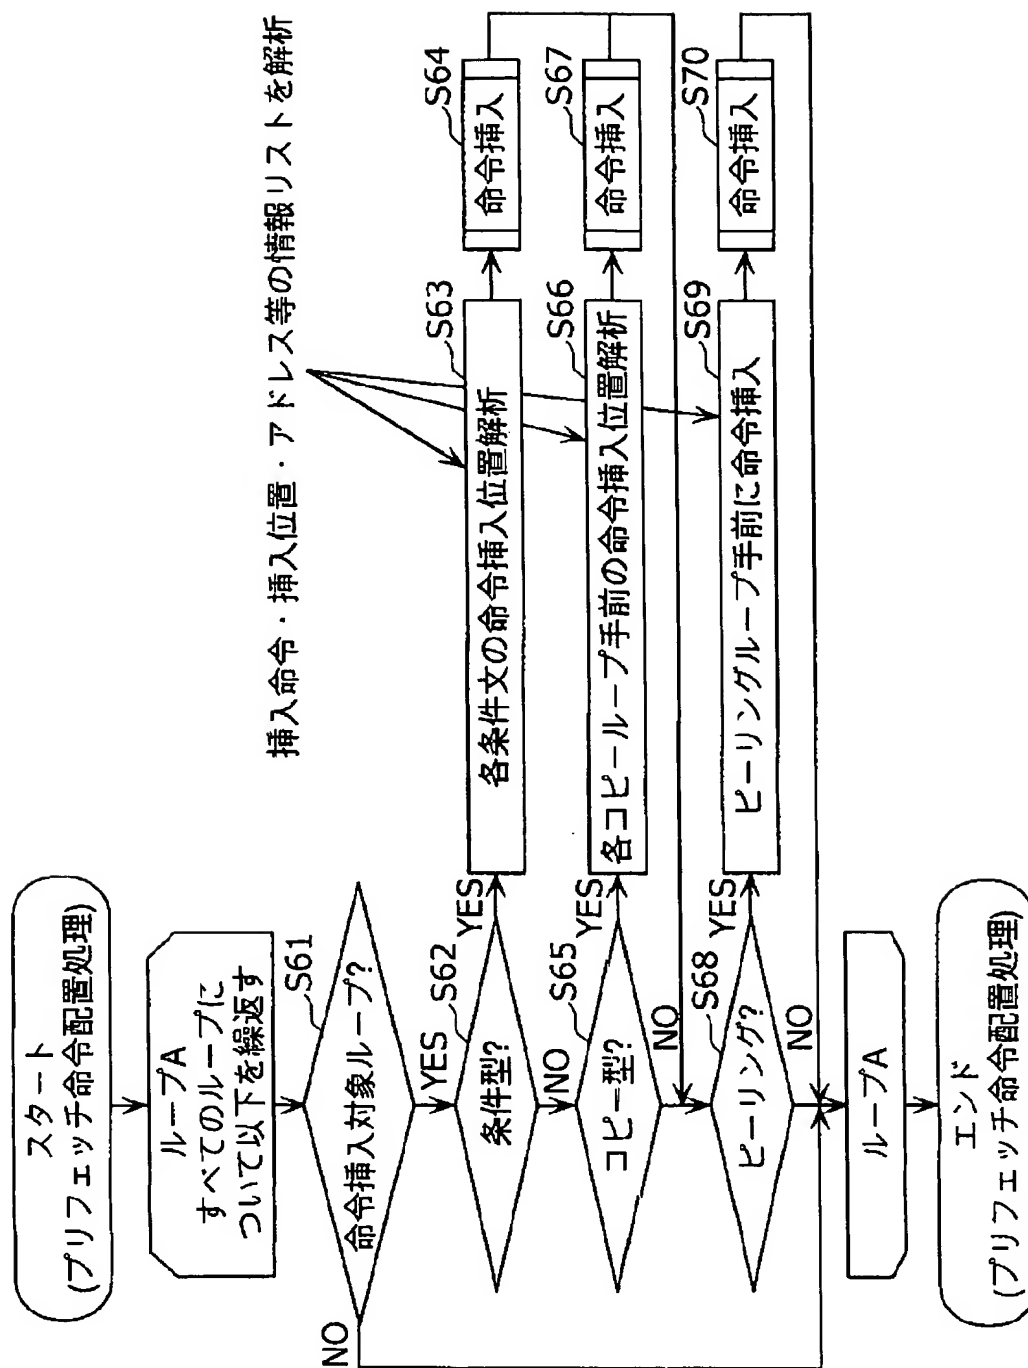 スタート
(プリフェッチ命令配置処理)
ループA
すべてのループに
ついて以下を繰返す
S61
命令挿入対象ループ?
NO
YES
挿入命令・挿入位置・アドレス等の情報リストを解析
S62
条件型?
YES
NO
S63
各条件文の命令挿入位置解析
S64
命令挿入
S65
コピー型?
YES
NO
S66
各コピーループ手前の命令挿入位置解析
S67
命令挿入
S68
ピーリング?
YES
NO
S69
ピーリングループ手前に命令挿入
S70
命令挿入
ループA
エンド
(プリフェッチ命令配置処理)